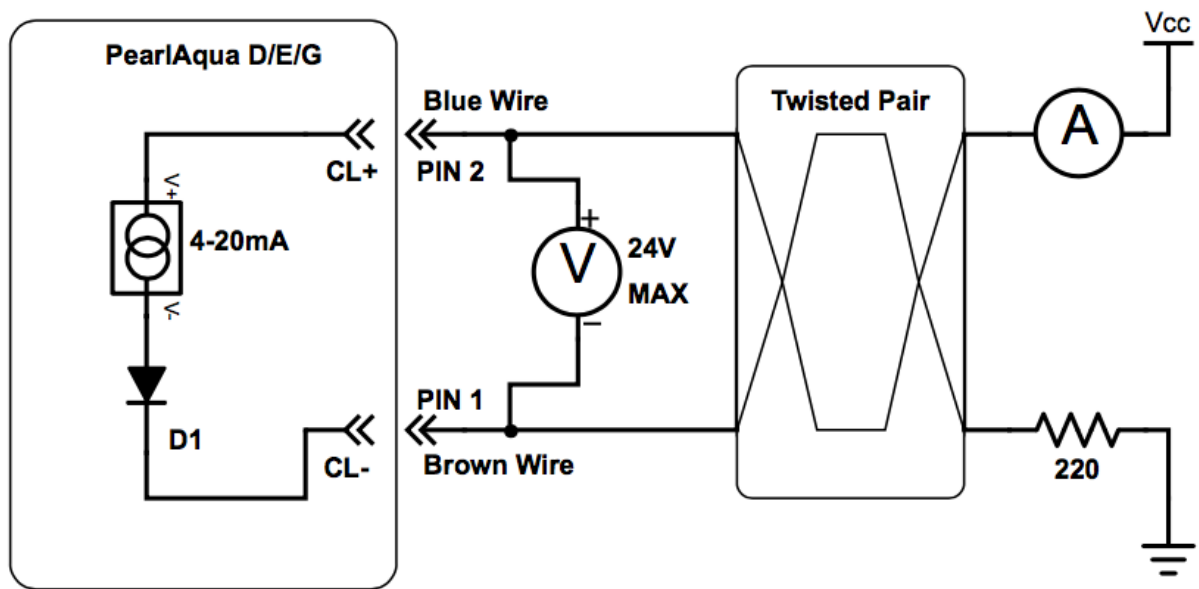 Vcc
PearlAqua D/E/G
Blue Wire
Twisted Pair
A
CL+
PIN 2
V+
4-20mA
+
V
24V
MAX
V-
−
PIN 1
D1
CL-
Brown Wire
220